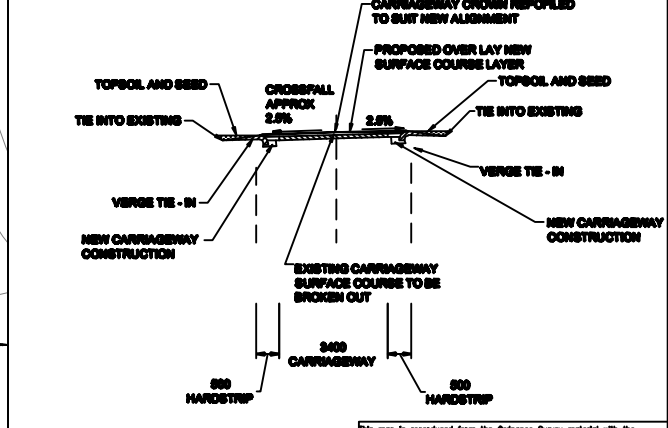 CARRIAGEWAY CROWN REPOFILED
TO SUIT NEW ALIGNMENT
PROPOSED OVER LAY NEW
SURFACE COURSE LAYER
TOPSOIL AND SEED
CROSSFALL
APPROX
2.5%
2.5%
TOPSOIL AND SEED
TIE INTO EXISTING
TIE INTO EXISTING
VERGE TIE - IN
VERGE TIE - IN
NEW CARRIAGEWAY
CONSTRUCTION
NEW CARRIAGEWAY
CONSTRUCTION
EXISTING CARRIAGEWAY
SURFACE COURSE TO BE
BROKEN OUT
3400
CARRIAGEWAY
500
HARDSTRIP
500
HARDSTRIP